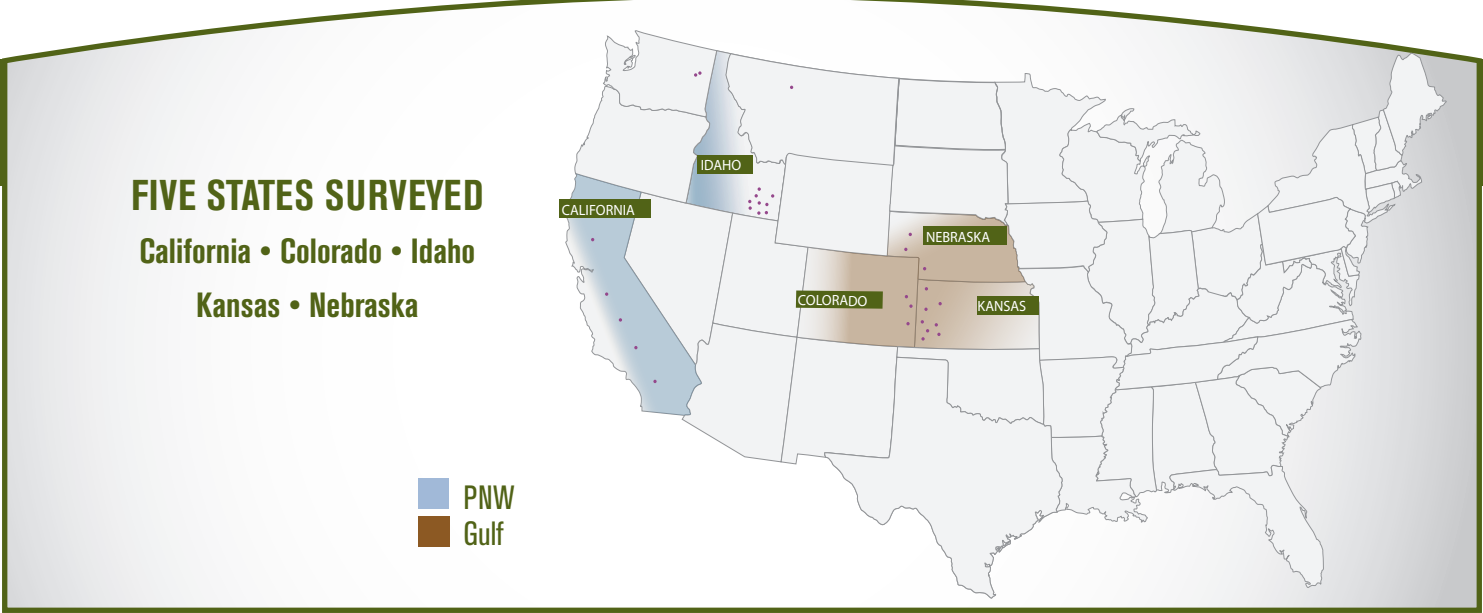 FIVE STATES SURVEYED
California • Colorado • Idaho
Kansas • Nebraska
IDAHO
CALIFORNIA
NEBRASKA
COLORADO
KANSAS
PNW
Gulf